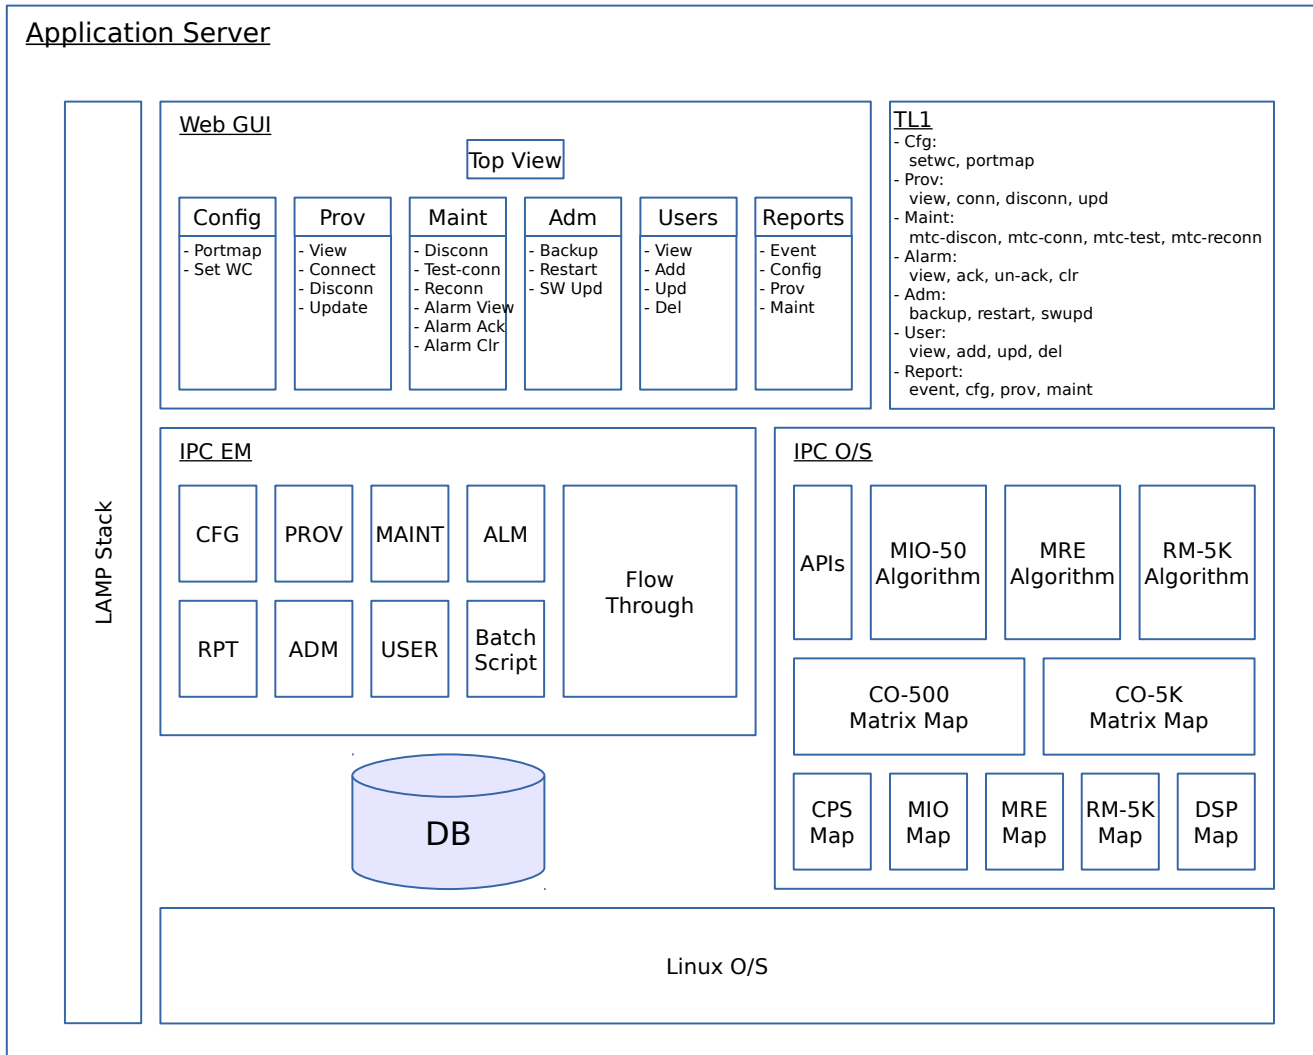 Application Server
LAMP Stack
Web GUI
Top View
Config
- Portmap
- Set WC
Prov
- View
- Connect
- Disconn
- Update
Maint
- Disconn
- Test-conn
- Reconn
- Alarm View
- Alarm Ack
- Alarm Clr
Adm
- Backup
- Restart
- SW Upd
Users
- View
- Add
- Upd
- Del
Reports
- Event
- Config
- Prov
- Maint
TL1
- Cfg:
setwc, portmap
- Prov:
view, conn, disconn, upd
- Maint:
mtc-discon, mtc-conn, mtc-test, mtc-reconn
- Alarm:
view, ack, un-ack, clr
- Adm:
backup, restart, swupd
- User:
view, add, upd, del
- Report:
event, cfg, prov, maint
IPC EM
CFG
PROV
MAINT
ALM
RPT
ADM
USER
Batch
Script
Flow
Through
IPC O/S
APIs
MIO-50
Algorithm
MRE
Algorithm
RM-5K
Algorithm
CO-500
Matrix Map
CO-5K
Matrix Map
CPS
Map
MIO
Map
MRE
Map
RM-5K
Map
DSP
Map
DB
Linux O/S